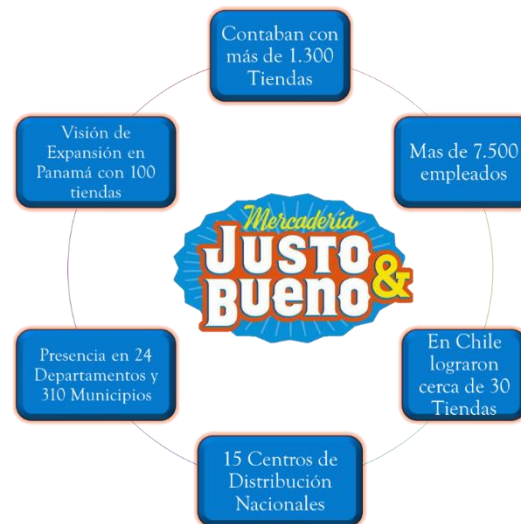 Contaban con
más de 1.300
Tiendas
Mas de 7.500
empleados
En Chile
lograron
cerca de 30
Tiendas
15 Centros de
Distribución
Nacionales
Presencia en 24
Departamentos y
310 Municipios
Visión de
Expansión en
Panamá con 100
tiendas
Mercadería
JUSTO
& BUENO